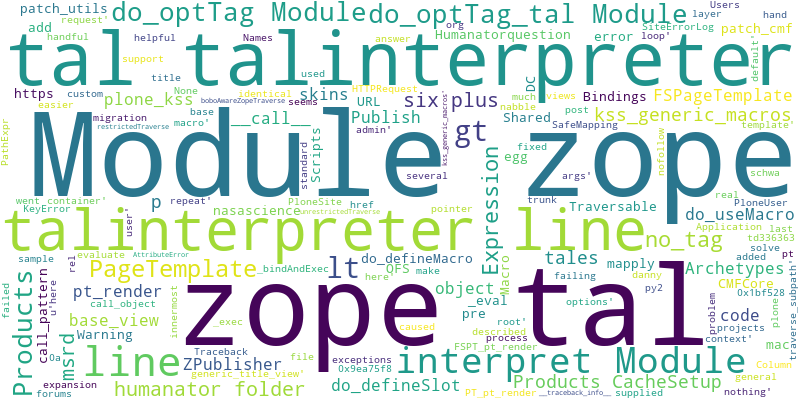 patch_utils do_optTag Module do_optTag_tal Module org Users layer hand
add request' Names answer Humanatorquestion error SiteErrorLog loop' patch_cmf
handful helpful
tal talinterpreter
support title used
https custom None identical HTTPRequest much views DC Bindings FSPageTemplate default'
easier plone_kss boboAwareZopeTraverse skins six plus nabble
migration base seems URL post kss_generic_macros
macro' restrictedTraverse __call__ Publish gt Shared SafeMapping template'
PathExpr admin' kss_generic_macros' fixed egg nofollow
Module zope
Scripts standard several args' schwa
went_container' repeat' PloneSite href Expression trunk real PloneUser
KeyError p nasascience unrestrictedTraverse pointer Traversable do_useMacro
user' Application last
talinterpreter line no_tag td336363
sample evaluate AttributeError do_defineMacro tales solve
rel _bindAndExec QFS make mapply failing danny added pt
PageTemplate lt here' Macro Archetypes
failed u'here call_pattern pt_render object _eval options' py2 CMFCore 0x1bf528
Products call_object innermost zope tal
base_view _exec caused pre root' problem code projects plone traverse_subpath'
Warning described context'
0a msrd Traceback ZPublisher exceptions FSPT_pt_render process macro
line file interpret Module Column
forums generic_title_view' 0x9ea75f8 general
expansion humanator folder do_defineSlot PT_pt_render __traceback_info__ Products CacheSetup supplied nothing'